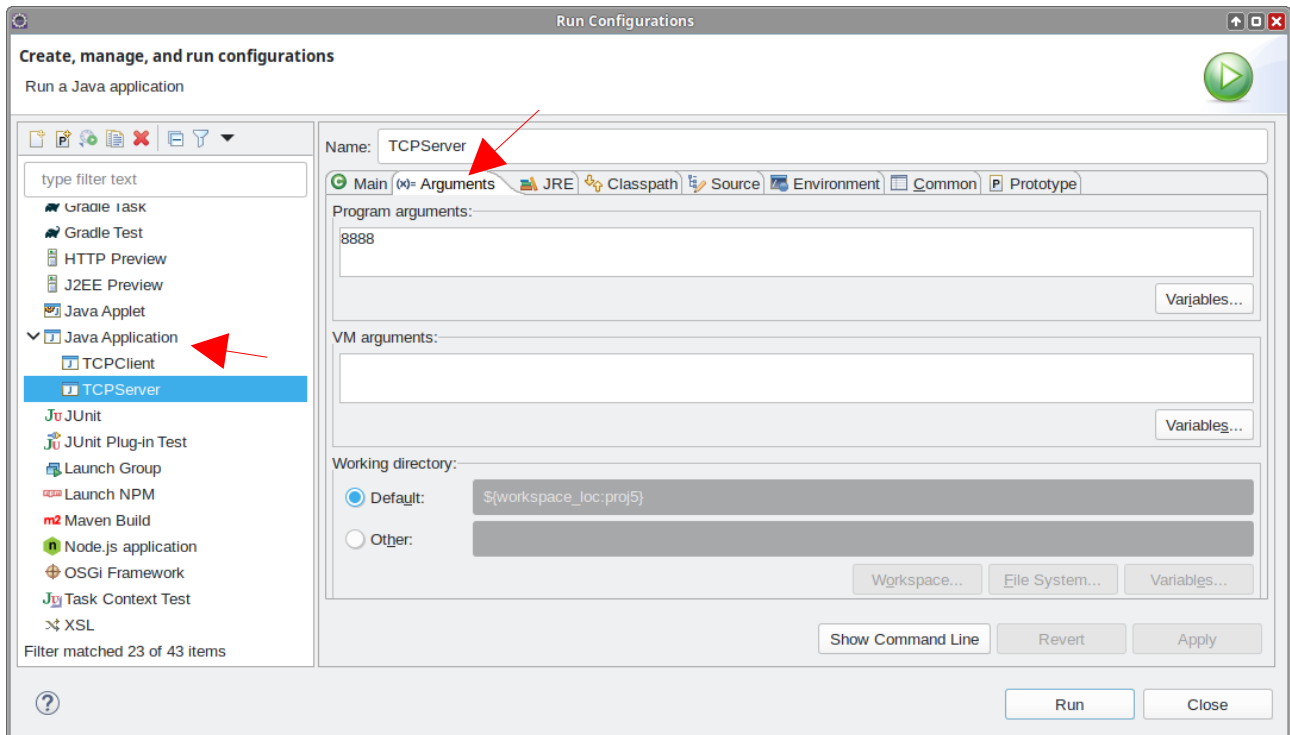 Run Configurations
Create, manage, and run configurations
Run a Java application
type filter text
Gradle Task
Gradle Test
HTTP Preview
J2EE Preview
Java Applet
Java Application
TCPClient
TCPServer
JUnit
JUnit Plug-in Test
Launch Group
Launch NPM
m2 Maven Build
Node.js application
OSGi Framework
Task Context Test
XSL
Filter matched 23 of 43 items
Name: TCPServer
Main (x)= Arguments JRE Classpath Source Environment Common P Prototype
Program arguments:
8888
Variables...
VM arguments:
Variables...
Working directory:
Default: ${workspace_loc:proj5}
Other:
Workspace... File System... Variables...
Show Command Line Revert Apply
? Run Close